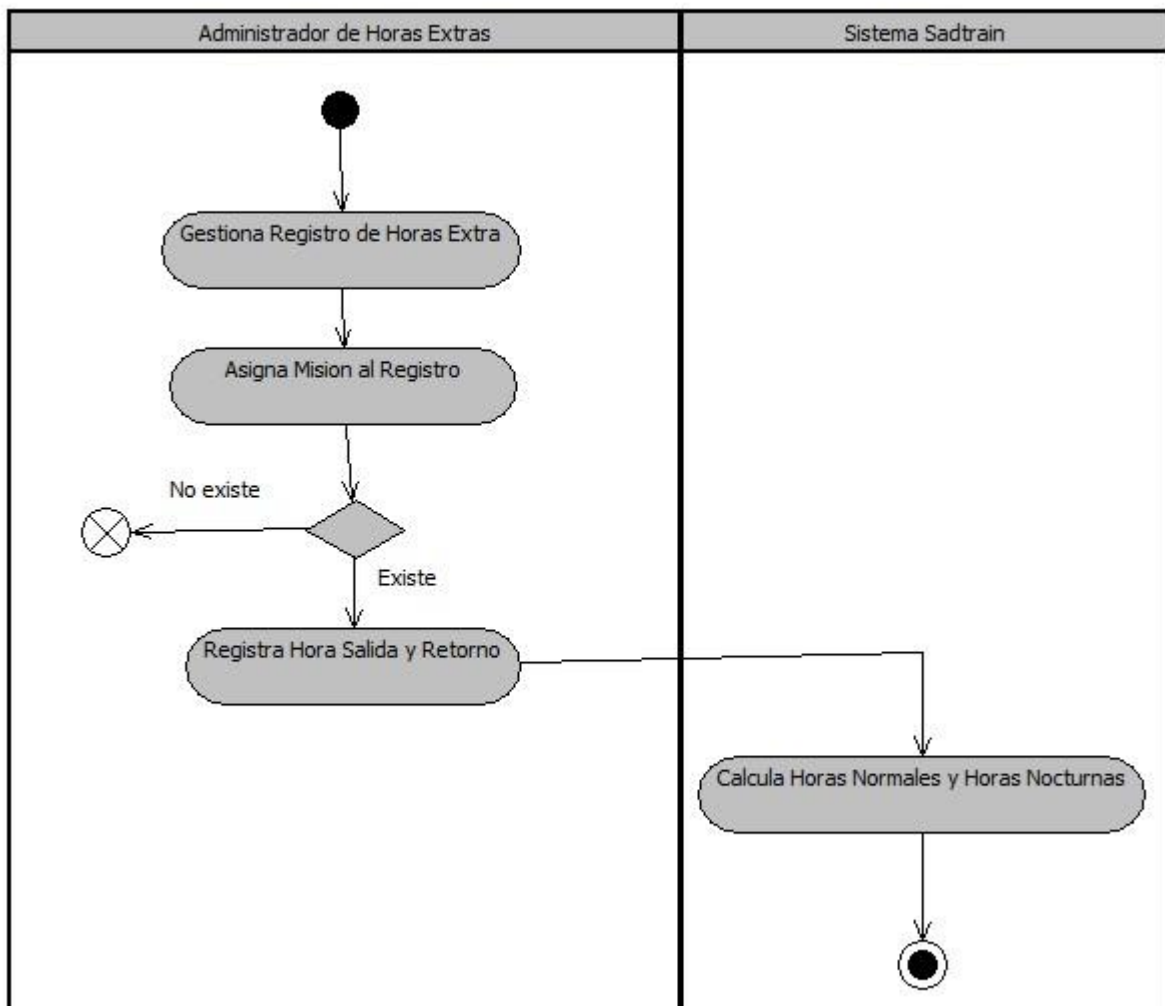 Administrador de Horas Extras
Sistema Sadtrain
Gestiona Registro de Horas Extra
Asigna Mision al Registro
No existe
Existe
Registra Hora Salida y Retorno
Calcula Horas Normales y Horas Nocturnas